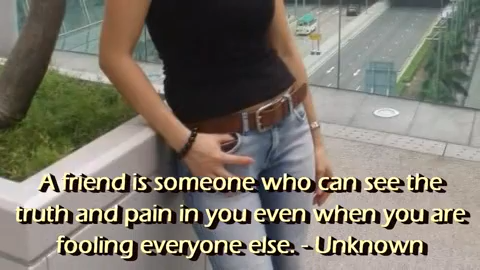 A friend is someone who can see the
truth and pain in you even when you are
fooling everyone else. - Unknown